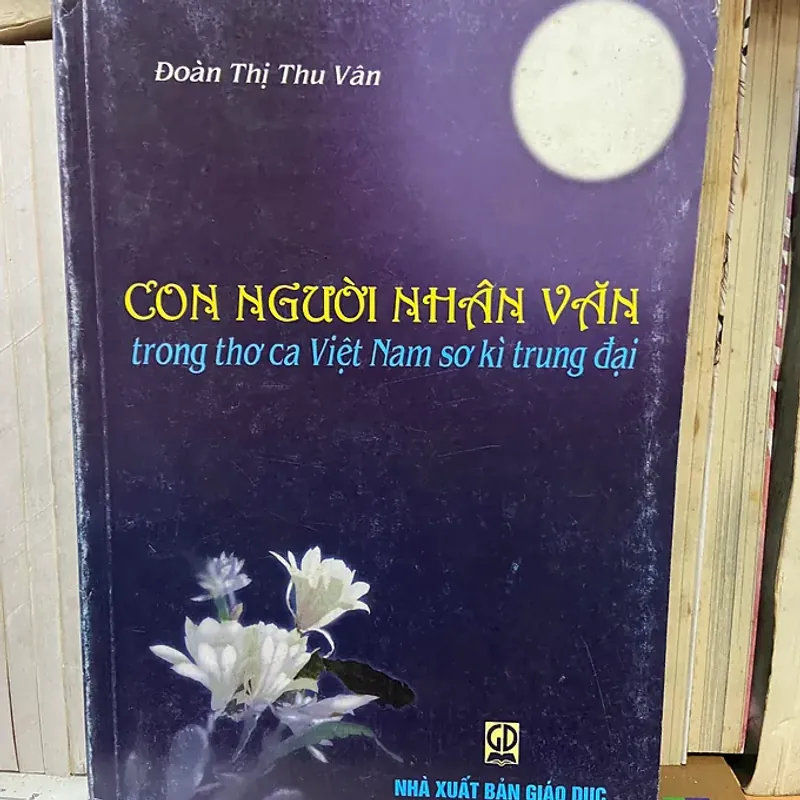 Đoàn Thị Thu Vân
CON NGƯỜI NHÂN VĂN
trong thơ ca Việt Nam sơ kì trung đại
GD
NHÀ XUẤT BẢN GIÁO DỤC